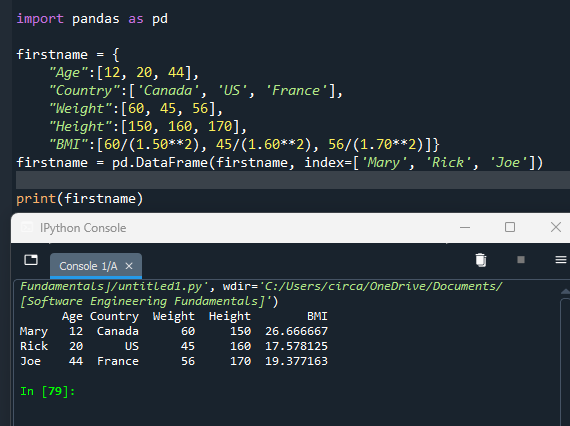 import pandas as pd
firstname = {
    "Age":[12, 20, 44],
    "Country":['Canada', 'US', 'France'],
    "Weight":[60, 45, 56],
    "Height":[150, 160, 170],
    "BMI":[60/(1.50**2), 45/(1.60**2), 56/(1.70**2)]}
firstname = pd.DataFrame(firstname, index=['Mary', 'Rick', 'Joe'])
print(firstname)
IPython Console
Console 1/A
Fundamentals]/untitled1.py', wdir='C:/Users/circa/OneDrive/Documents/
[Software Engineering Fundamentals]')
      Age Country  Weight  Height        BMI
Mary   12  Canada      60     150  26.666667
Rick   20      US      45     160  17.578125
Joe    44  France      56     170  19.377163
In [79]: